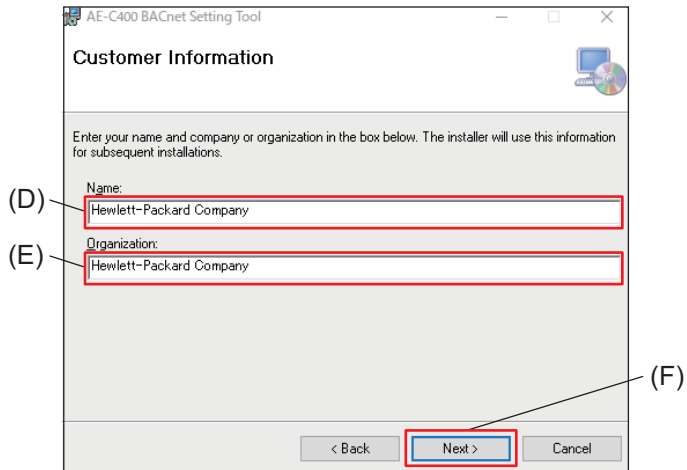 AE-C400 BACnet Setting Tool
Customer Information
Enter your name and company or organization in the box below. The installer will use this information
for subsequent installations.
Name:
(D)
Hewlett-Packard Company
Organization:
(E)
Hewlett-Packard Company
(F)
< Back
Next >
Cancel